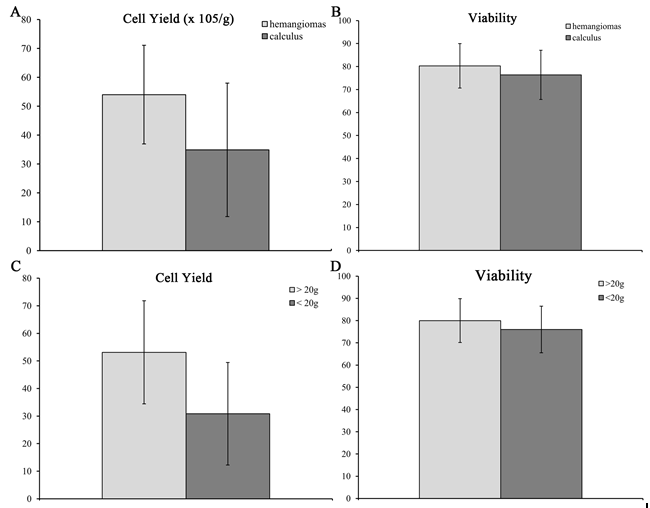 A
Cell Yield (x 105/g)
hemangiomas
calculus
80
70
60
50
40
30
20
10
0
B
Viability
hemangiomas
calculus
100
90
80
70
60
50
40
30
20
10
0
C
Cell Yield
> 20g
< 20g
80
70
60
50
40
30
20
10
0
D
Viability
>20g
<20g
100
90
80
70
60
50
40
30
20
10
0